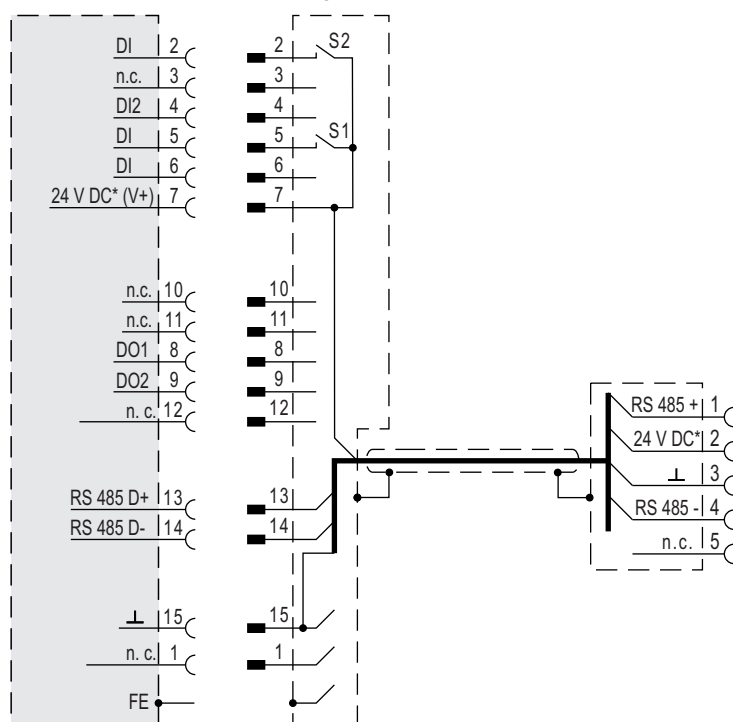 DI 2 2 S2
n.c. 3 3
DI2 4 4
DI 5 5 S1
DI 6 6
24 V DC* (V+) 7 7
n.c. 10 10
n.c. 11 11
DO1 8 8
DO2 9 9
n. c. 12 12
RS 485 + 1
24 V DC* 2
⊥ 3
RS 485 - 4
n.c. 5
RS 485 D+ 13 13
RS 485 D- 14 14
⊥ 15 15
n. c. 1 1
FE